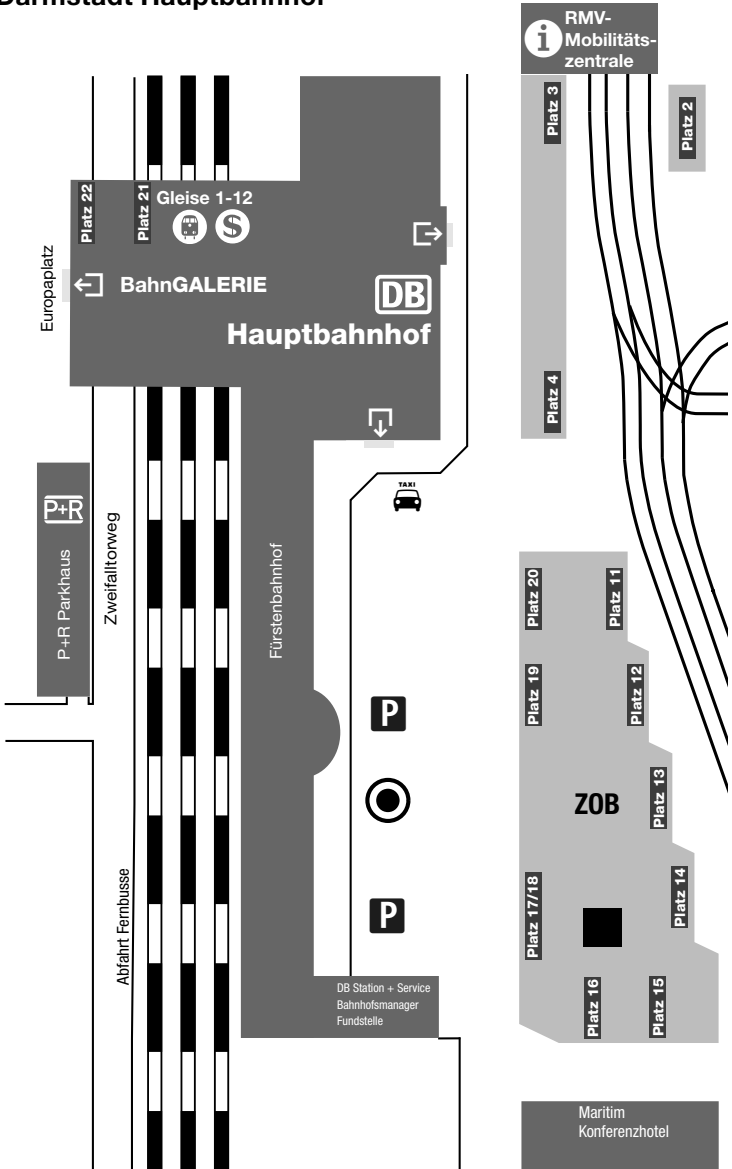 Darmstadt Hauptbahnhof
i
RMV-
Mobilitäts-
zentrale
Platz 3
Platz 2
Platz 22
Platz 21
Gleise 1-12
S
Europaplatz
BahnGALERIE
DB
Hauptbahnhof
Platz 4
TAXI
P+R
P+R Parkhaus
Zweifalltorweg
Fürstenbahnhof
Platz 20
Platz 11
Platz 19
Platz 12
P
Platz 13
ZOB
Abfahrt Fernbusse
Platz 17/18
Platz 14
P
DB Station + Service
Bahnhofsmanager
Fundstelle
Platz 16
Platz 15
Maritim
Konferenzhotel